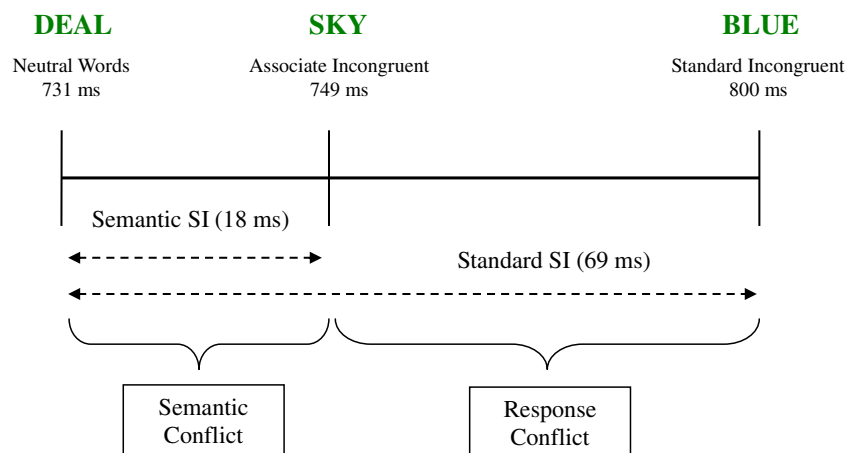 DEAL
SKY
BLUE
Neutral Words
731 ms
Associate Incongruent
749 ms
Standard Incongruent
800 ms
Semantic SI (18 ms)
Standard SI (69 ms)
Semantic
Conflict
Response
Conflict